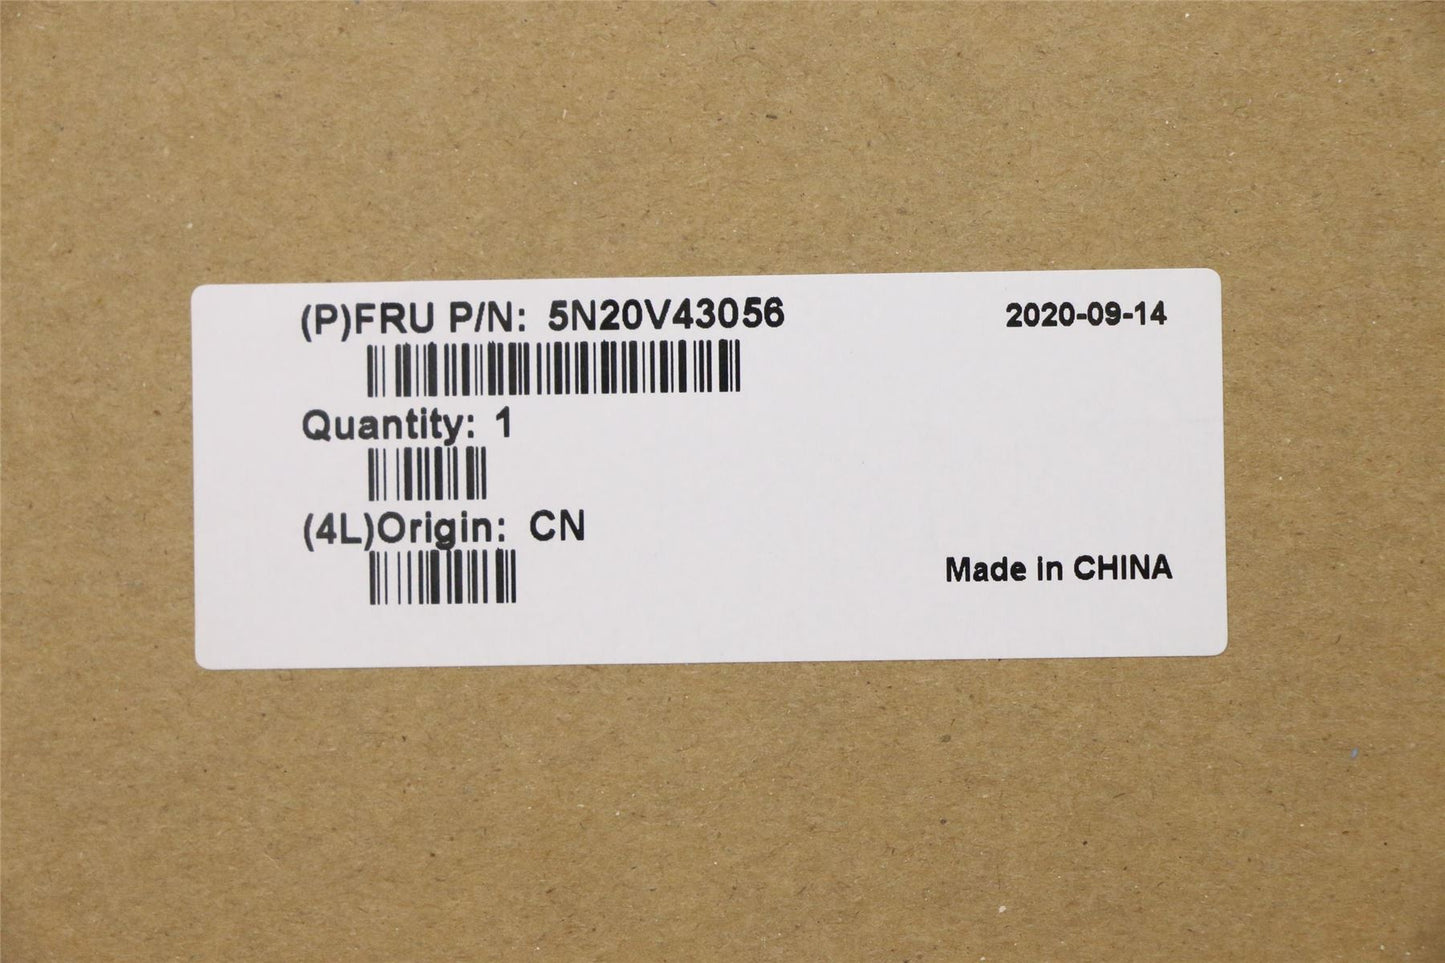 (P)FRU P/N: 5N20V43056
2020-09-14
Quantity: 1
(4L)Origin: CN
Made in CHINA